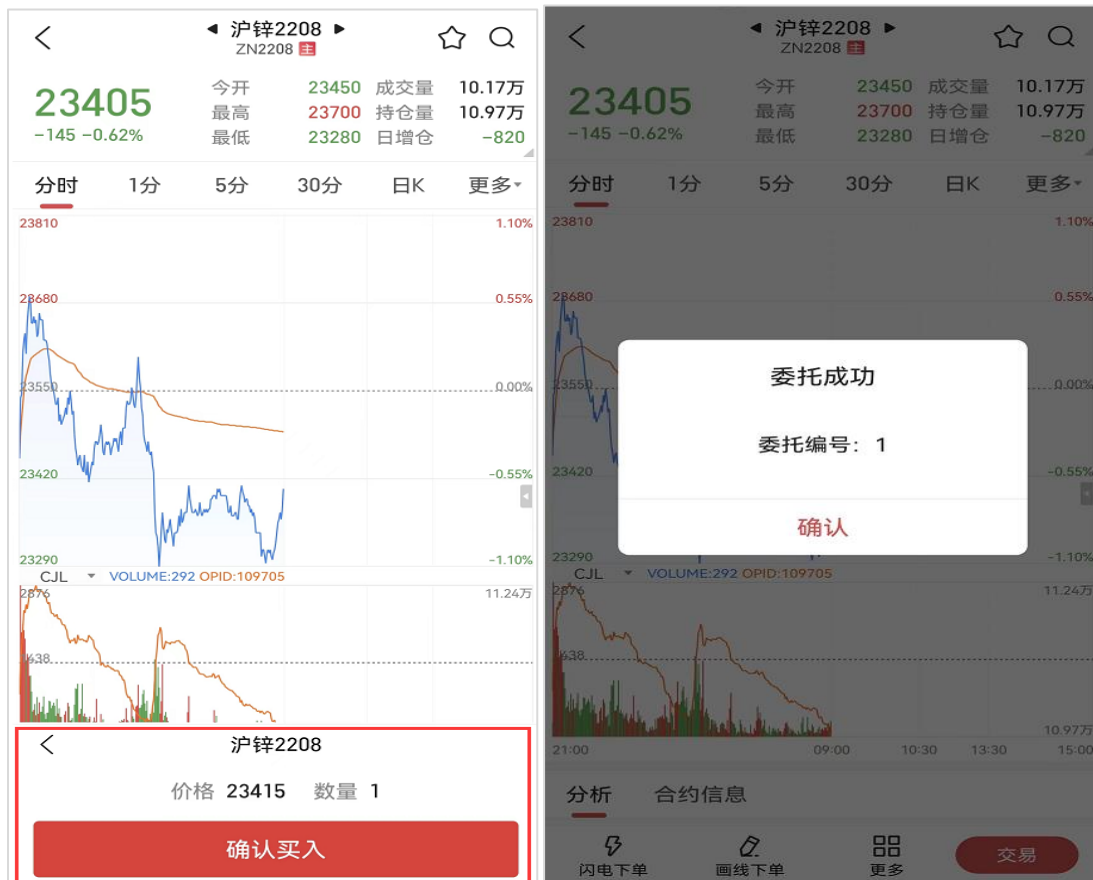 沪锌2208
ZN2208 主
23405
-145 -0.62%
今开 23450 成交量 10.17万
最高 23700 持仓量 10.97万
最低 23280 日增仓 -820
分时 1分 5分 30分 日K 更多
23810 1.10%
23680 0.55%
23550 0.00%
23420 -0.55%
23290 -1.10%
CJL VOLUME:292 OPID:109705
2876 11.24万
1438
沪锌2208
价格 23415 数量 1
确认买入
沪锌2208
ZN2208 主
23405
-145 -0.62%
今开 23450 成交量 10.17万
最高 23700 持仓量 10.97万
最低 23280 日增仓 -820
分时 1分 5分 30分 日K 更多
23810 1.10%
23680 0.55%
23550 0.00%
委托成功
委托编号：1
确认
23420 -0.55%
23290 -1.10%
CJL VOLUME:292 OPID:109705
2876 11.24万
1438
10.97万
21:00 09:00 10:30 13:30 15:00
分析 合约信息
闪电下单 画线下单 更多 交易